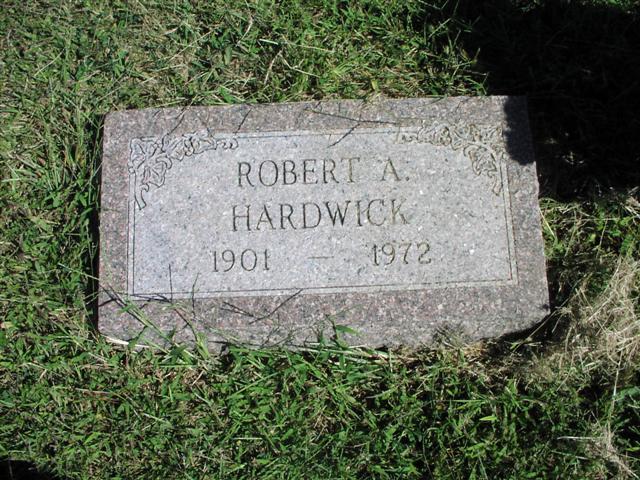 ROBERT A.
HARDWICK
1901 — 1972